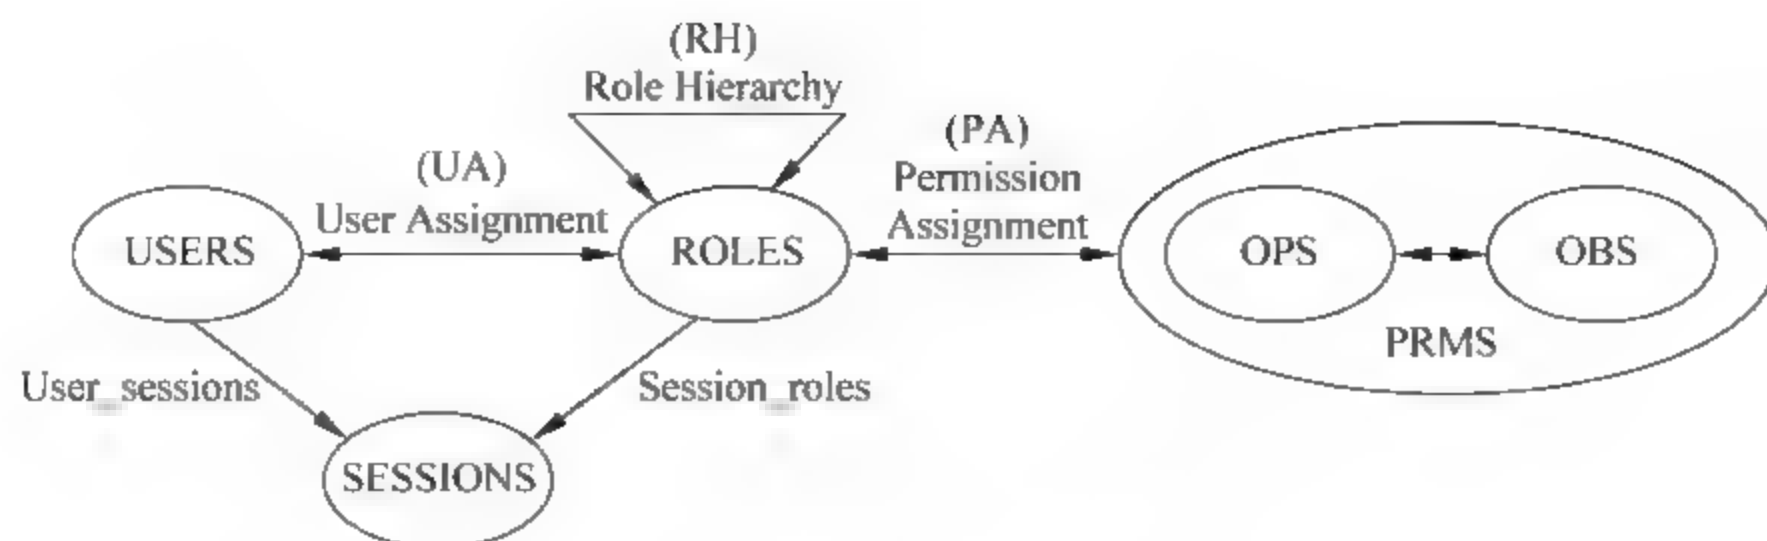 (RH)
Role Hierarchy
(PA)
(UA)
Permission
User Assignment
Assignment
USERS
ROLES
OPS
OBS
PRMS
User_sessions
Session_roles
SESSIONS